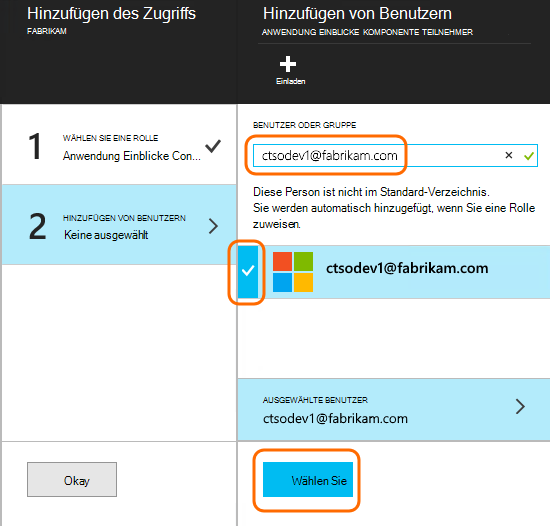 Hinzufügen des Zugriffs
FABRIKAM
1
WÄHLEN SIE EINE ROLLE
Anwendung Einblicke Con...
2
HINZUFÜGEN VON BENUTZERN
Keine ausgewählt
Okay
Hinzufügen von Benutzern
ANWENDUNG EINBLICKE KOMPONENTE TEILNEHMER
Einladen
BENUTZER ODER GRUPPE
ctsodev1@fabrikam.com
Diese Person ist nicht im Standard-Verzeichnis.
Sie werden automatisch hinzugefügt, wenn Sie eine Rolle
zuweisen.
ctsodev1@fabrikam.com
AUSGEWÄHLTE BENUTZER
ctsodev1@fabrikam.com
Wählen Sie